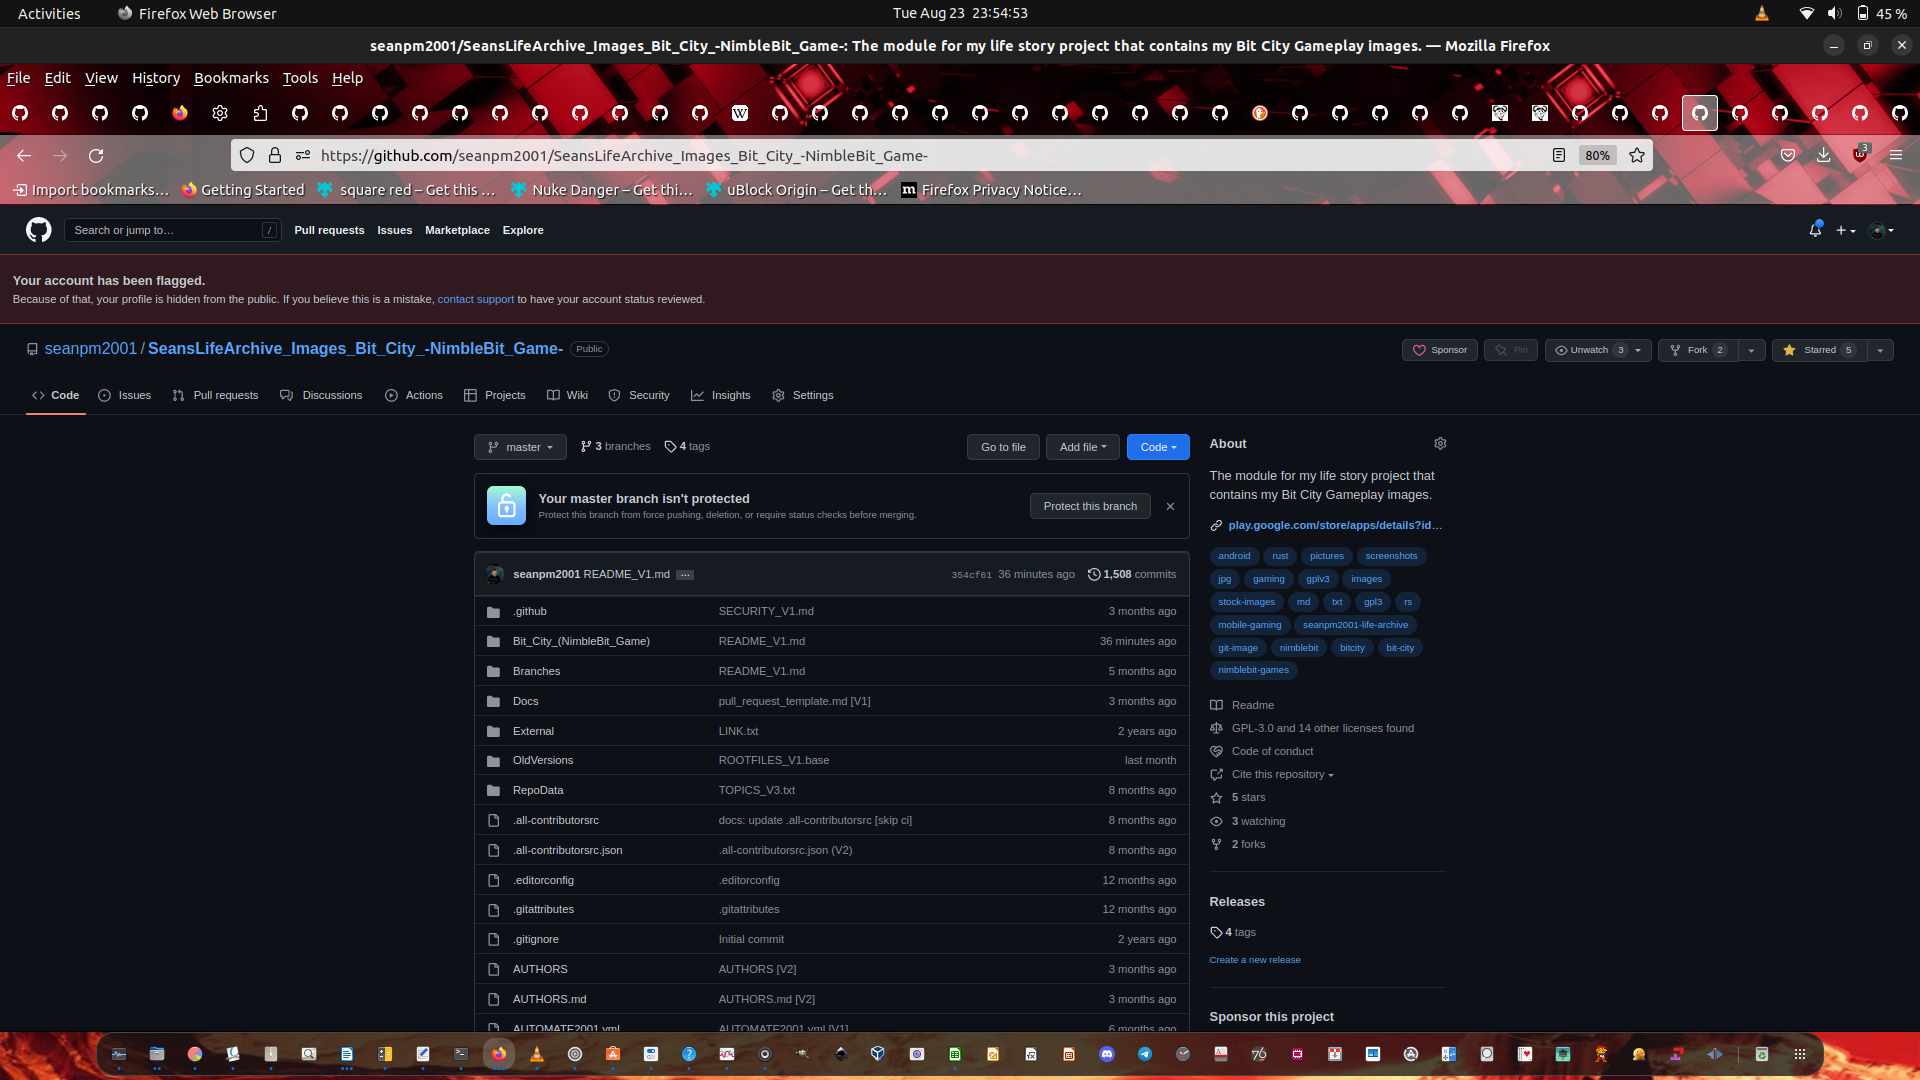 Activities
Firefox Web Browser
Tue Aug 23 23:54:53
45 %
seanpm2001/SeansLifeArchive_Images_Bit_City_-NimbleBit_Game-: The module for my life story project that contains my Bit City Gameplay images. — Mozilla Firefox
File Edit View History Bookmarks Tools Help
https://github.com/seanpm2001/SeansLifeArchive_Images_Bit_City_-NimbleBit_Game-
80%
3
Import bookmarks… Getting Started square red – Get this … Nuke Danger – Get thi… uBlock Origin – Get th… Firefox Privacy Notice…
Search or jump to… /
Pull requests Issues Marketplace Explore
Your account has been flagged.
Because of that, your profile is hidden from the public. If you believe this is a mistake, contact support to have your account status reviewed.
seanpm2001 / SeansLifeArchive_Images_Bit_City_-NimbleBit_Game- Public
Sponsor Pin Unwatch 3 Fork 2 Starred 5
Code Issues Pull requests Discussions Actions Projects Wiki Security Insights Settings
master 3 branches 4 tags Go to file Add file Code
Your master branch isn't protected
Protect this branch from force pushing, deletion, or require status checks before merging.
Protect this branch
seanpm2001 README_V1.md … 354cf61 36 minutes ago 1,508 commits
.github SECURITY_V1.md 3 months ago
Bit_City_(NimbleBit_Game) README_V1.md 36 minutes ago
Branches README_V1.md 5 months ago
Docs pull_request_template.md [V1] 3 months ago
External LINK.txt 2 years ago
OldVersions ROOTFILES_V1.base last month
RepoData TOPICS_V3.txt 8 months ago
.all-contributorsrc docs: update .all-contributorsrc [skip ci] 8 months ago
.all-contributorsrc.json .all-contributorsrc.json (V2) 8 months ago
.editorconfig .editorconfig 12 months ago
.gitattributes .gitattributes 12 months ago
.gitignore Initial commit 2 years ago
AUTHORS AUTHORS [V2] 3 months ago
AUTHORS.md AUTHORS.md [V2] 3 months ago
AUTOMATE2001.yml AUTOMATE2001.yml [V1] 6 months ago
About
The module for my life story project that
contains my Bit City Gameplay images.
play.google.com/store/apps/details?id…
android rust pictures screenshots
jpg gaming gplv3 images
stock-images md txt gpl3 rs
mobile-gaming seanpm2001-life-archive
git-image nimblebit bitcity bit-city
nimblebit-games
Readme
GPL-3.0 and 14 other licenses found
Code of conduct
Cite this repository
5 stars
3 watching
2 forks
Releases
4 tags
Create a new release
Sponsor this project